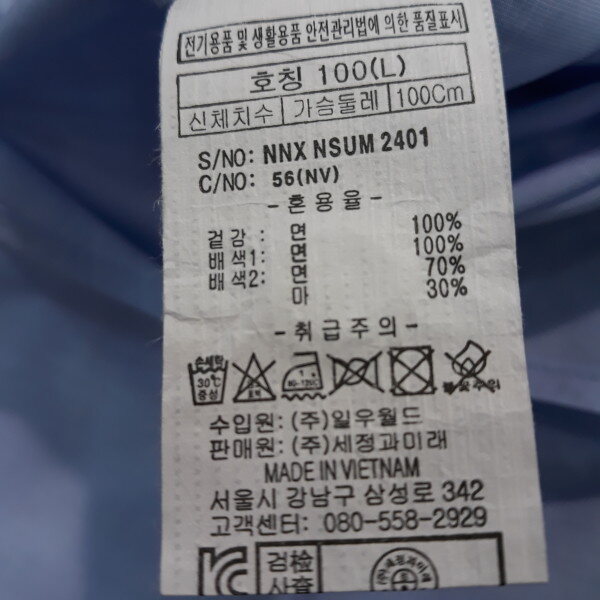 전기용품 및 생활용품 안전관리법에 의한 품질표시
호칭 100(L)
신체치수 가슴둘레 100Cm
S/NO: NNX NSUM 2401
C/NO: 56(NV)
- 혼용율 -
겉감 : 면 100%
배색1: 면 100%
배색2: 면 70%
마 30%
- 취급주의 -
손세탁
30℃
중성
수입원: (주)일우월드
판매원: (주)세정과미래
MADE IN VIETNAM
서울시 강남구 삼성로 342
고객센터: 080-558-2929
검検
사査